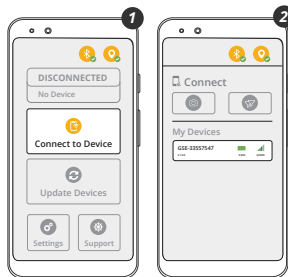 1
DISCONNECTED
No Device
Connect to Device
Update Devices
Settings
Support
2
Connect
My Devices
GSE-33557547